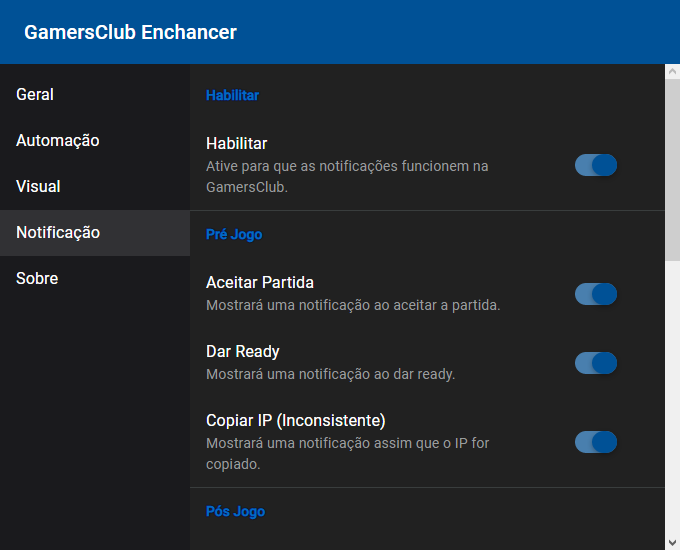 GamersClub Enchancer
Geral
Automação
Visual
Notificação
Sobre
Habilitar
Habilitar
Ative para que as notificações funcionem na
GamersClub.
Pré Jogo
Aceitar Partida
Mostrará uma notificação ao aceitar a partida.
Dar Ready
Mostrará uma notificação ao dar ready.
Copiar IP (Inconsistente)
Mostrará uma notificação assim que o IP for
copiado.
Pós Jogo